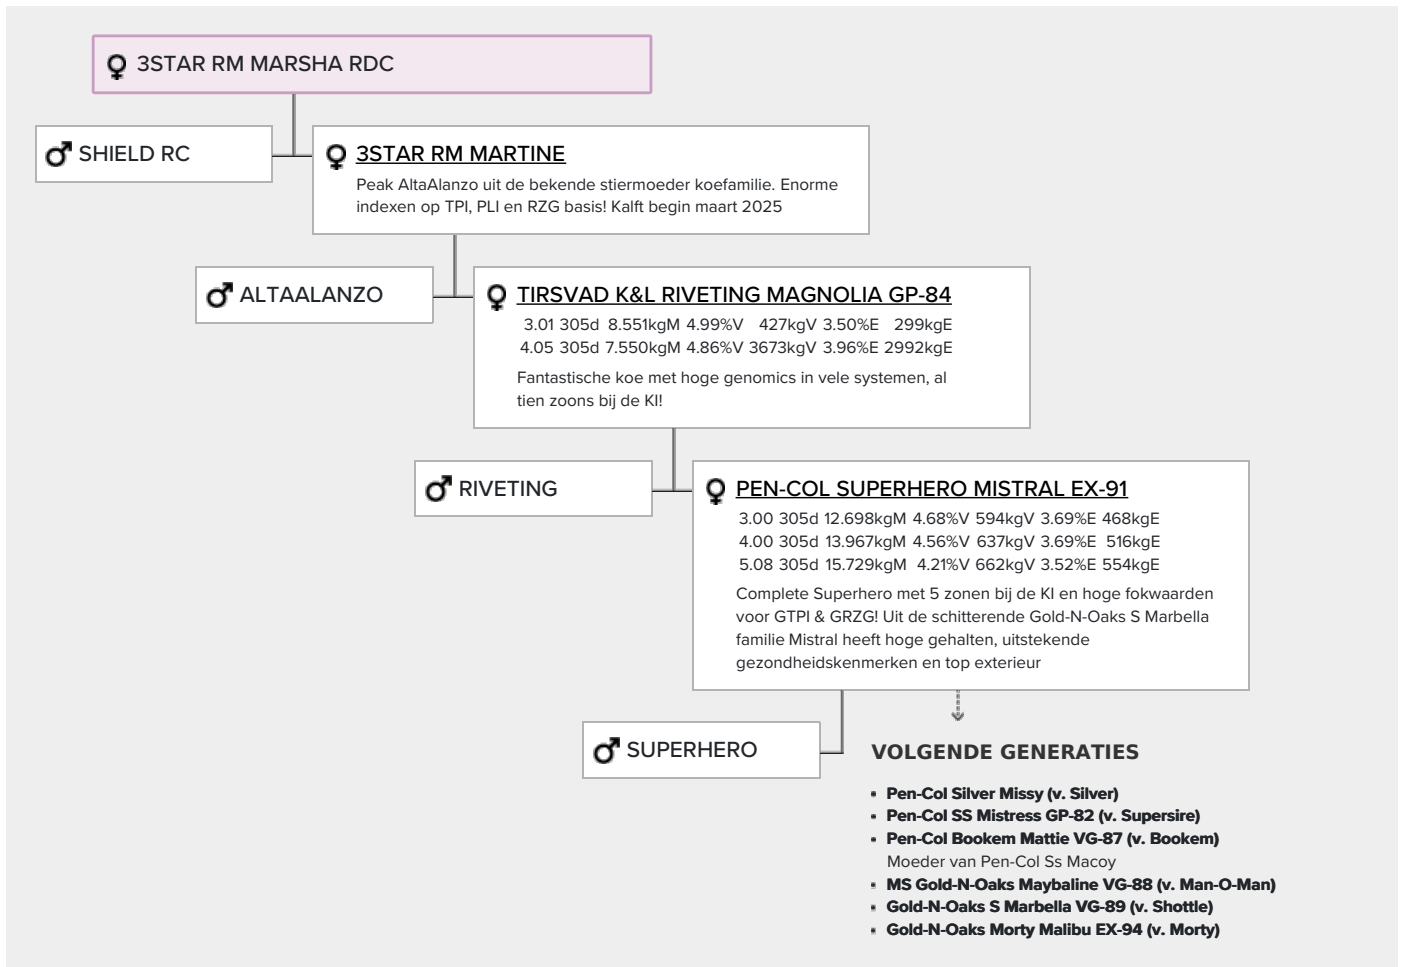 3STAR RM MARSHA RDC
SHIELD RC
3STAR RM MARTINE
Peak AltaAlanzo uit de bekende stiermoeder koefamilie. Enorme
indexen op TPI, PLI en RZG basis! Kalft begin maart 2025
ALTAALANZO
TIRSVAD K&L RIVETING MAGNOLIA GP-84
3.01 305d 8.551kgM 4.99%V 427kgV 3.50%E 299kgE
4.05 305d 7.550kgM 4.86%V 3673kgV 3.96%E 2992kgE
Fantastische koe met hoge genomics in vele systemen, al
tien zoons bij de KI!
RIVETING
PEN-COL SUPERHERO MISTRAL EX-91
3.00 305d 12.698kgM 4.68%V 594kgV 3.69%E 468kgE
4.00 305d 13.967kgM 4.56%V 637kgV 3.69%E 516kgE
5.08 305d 15.729kgM 4.21%V 662kgV 3.52%E 554kgE
Complete Superhero met 5 zonen bij de KI en hoge fokwaarden
voor GTPI & GRZG! Uit de schitterende Gold-N-Oaks S Marbella
familie Mistral heeft hoge gehalten, uitstekende
gezondheidskenmerken en top exterieur
SUPERHERO
VOLGENDE GENERATIES
▪ Pen-Col Silver Missy (v. Silver)
▪ Pen-Col SS Mistress GP-82 (v. Supersire)
▪ Pen-Col Bookem Mattie VG-87 (v. Bookem)
Moeder van Pen-Col Ss Macoy
▪ MS Gold-N-Oaks Maybaline VG-88 (v. Man-O-Man)
▪ Gold-N-Oaks S Marbella VG-89 (v. Shottle)
▪ Gold-N-Oaks Morty Malibu EX-94 (v. Morty)